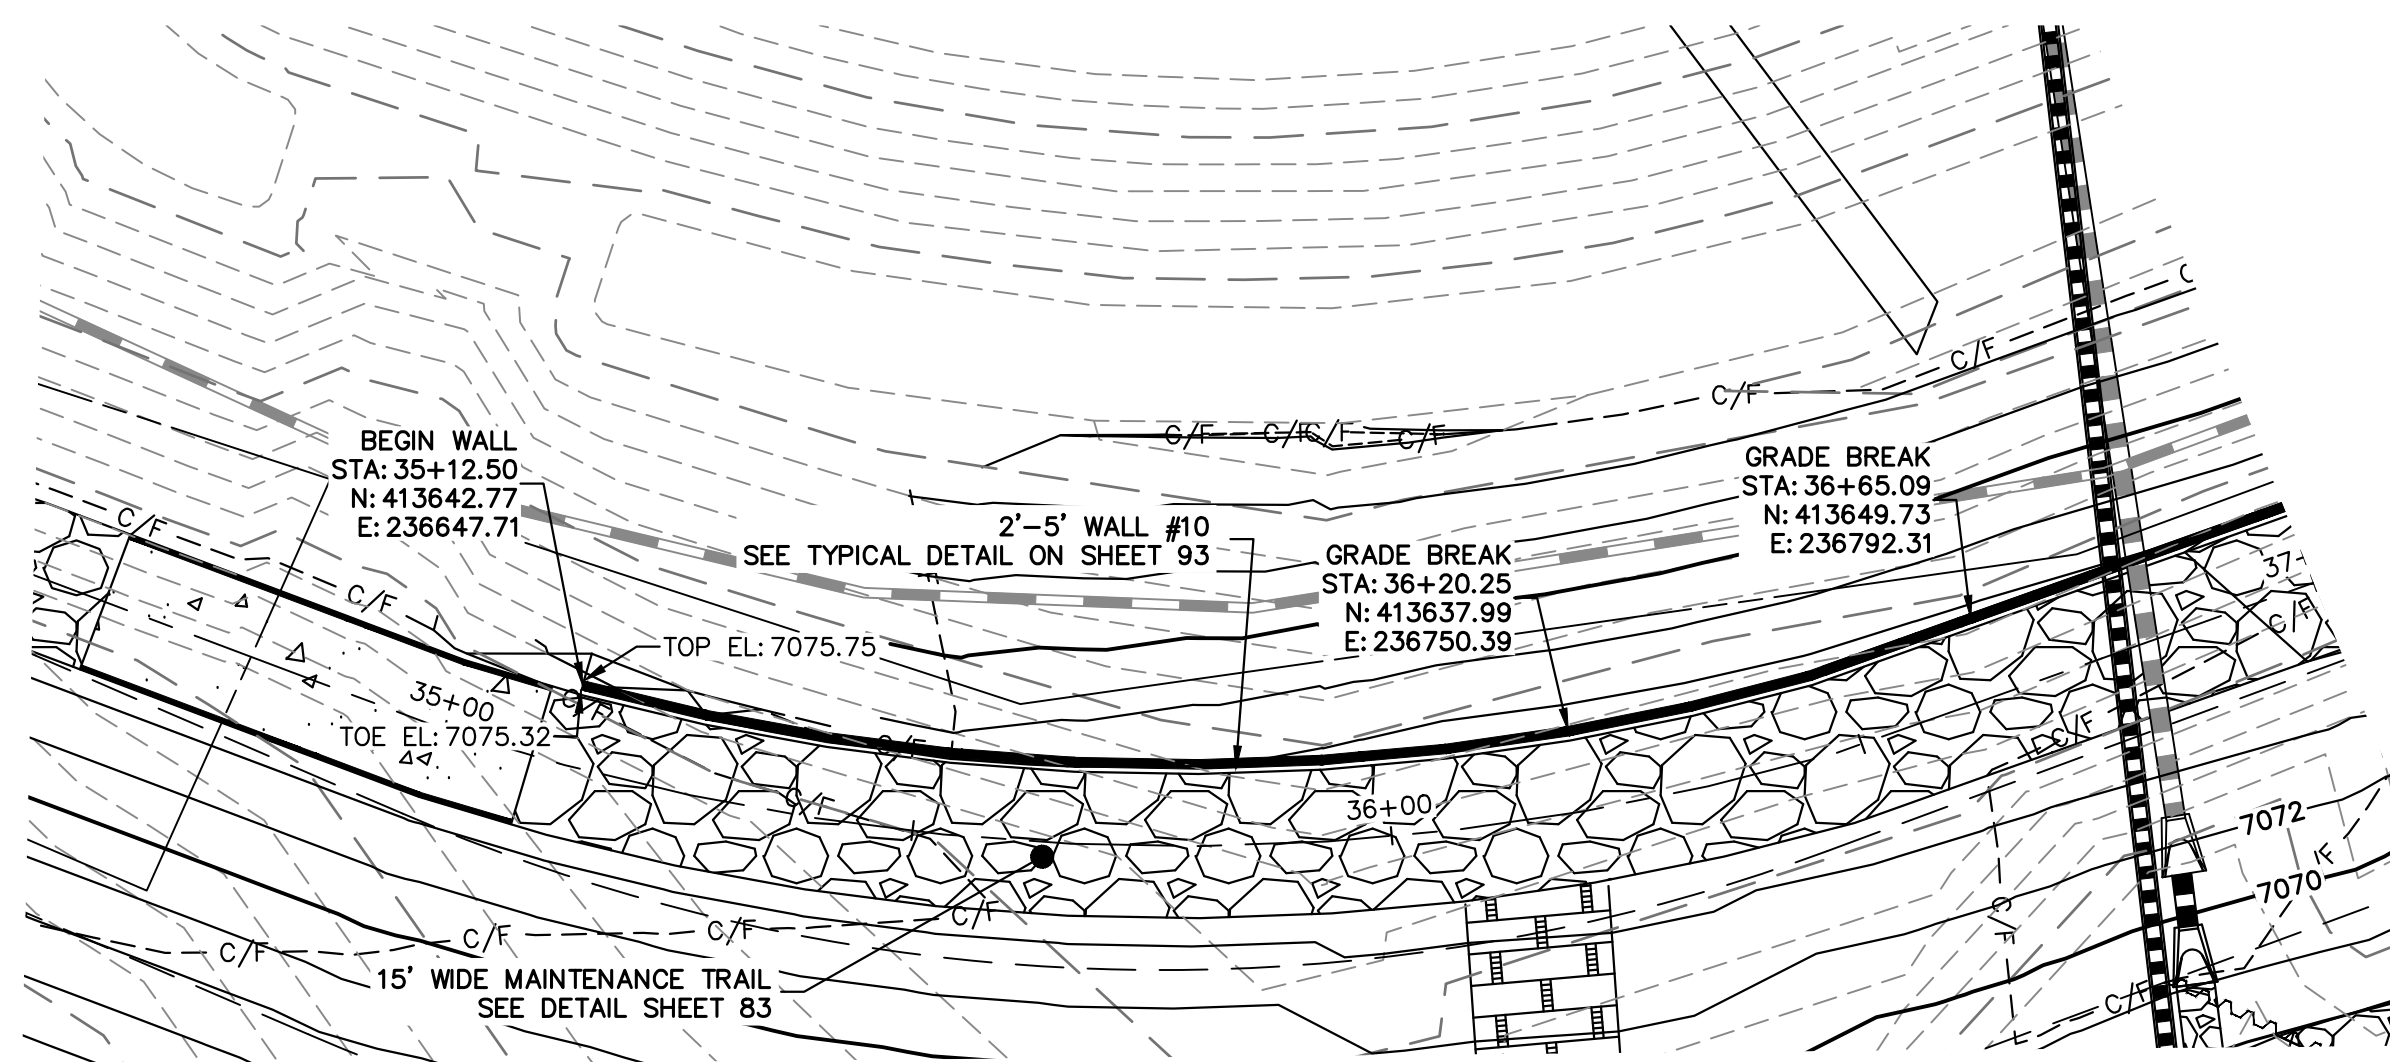 C/F
C/F
C/F
C/F C/F C/F C/F
BEGIN WALL
STA: 35+12.50
N: 413642.77
E: 236647.71
GRADE BREAK
STA: 36+65.09
N: 413649.73
E: 236792.31
2'-5' WALL #10
SEE TYPICAL DETAIL ON SHEET 93
GRADE BREAK
STA: 36+20.25
N: 413637.99
E: 236750.39
C/F
C/F
C/F
TOP EL: 7075.75
35+00
C/F
TOE EL: 7075.32
C/F
C/F
C/F
36+00
7072
7070
C/F
C/F
C/F
C/F
C/F
C/F
15' WIDE MAINTENANCE TRAIL
SEE DETAIL SHEET 83